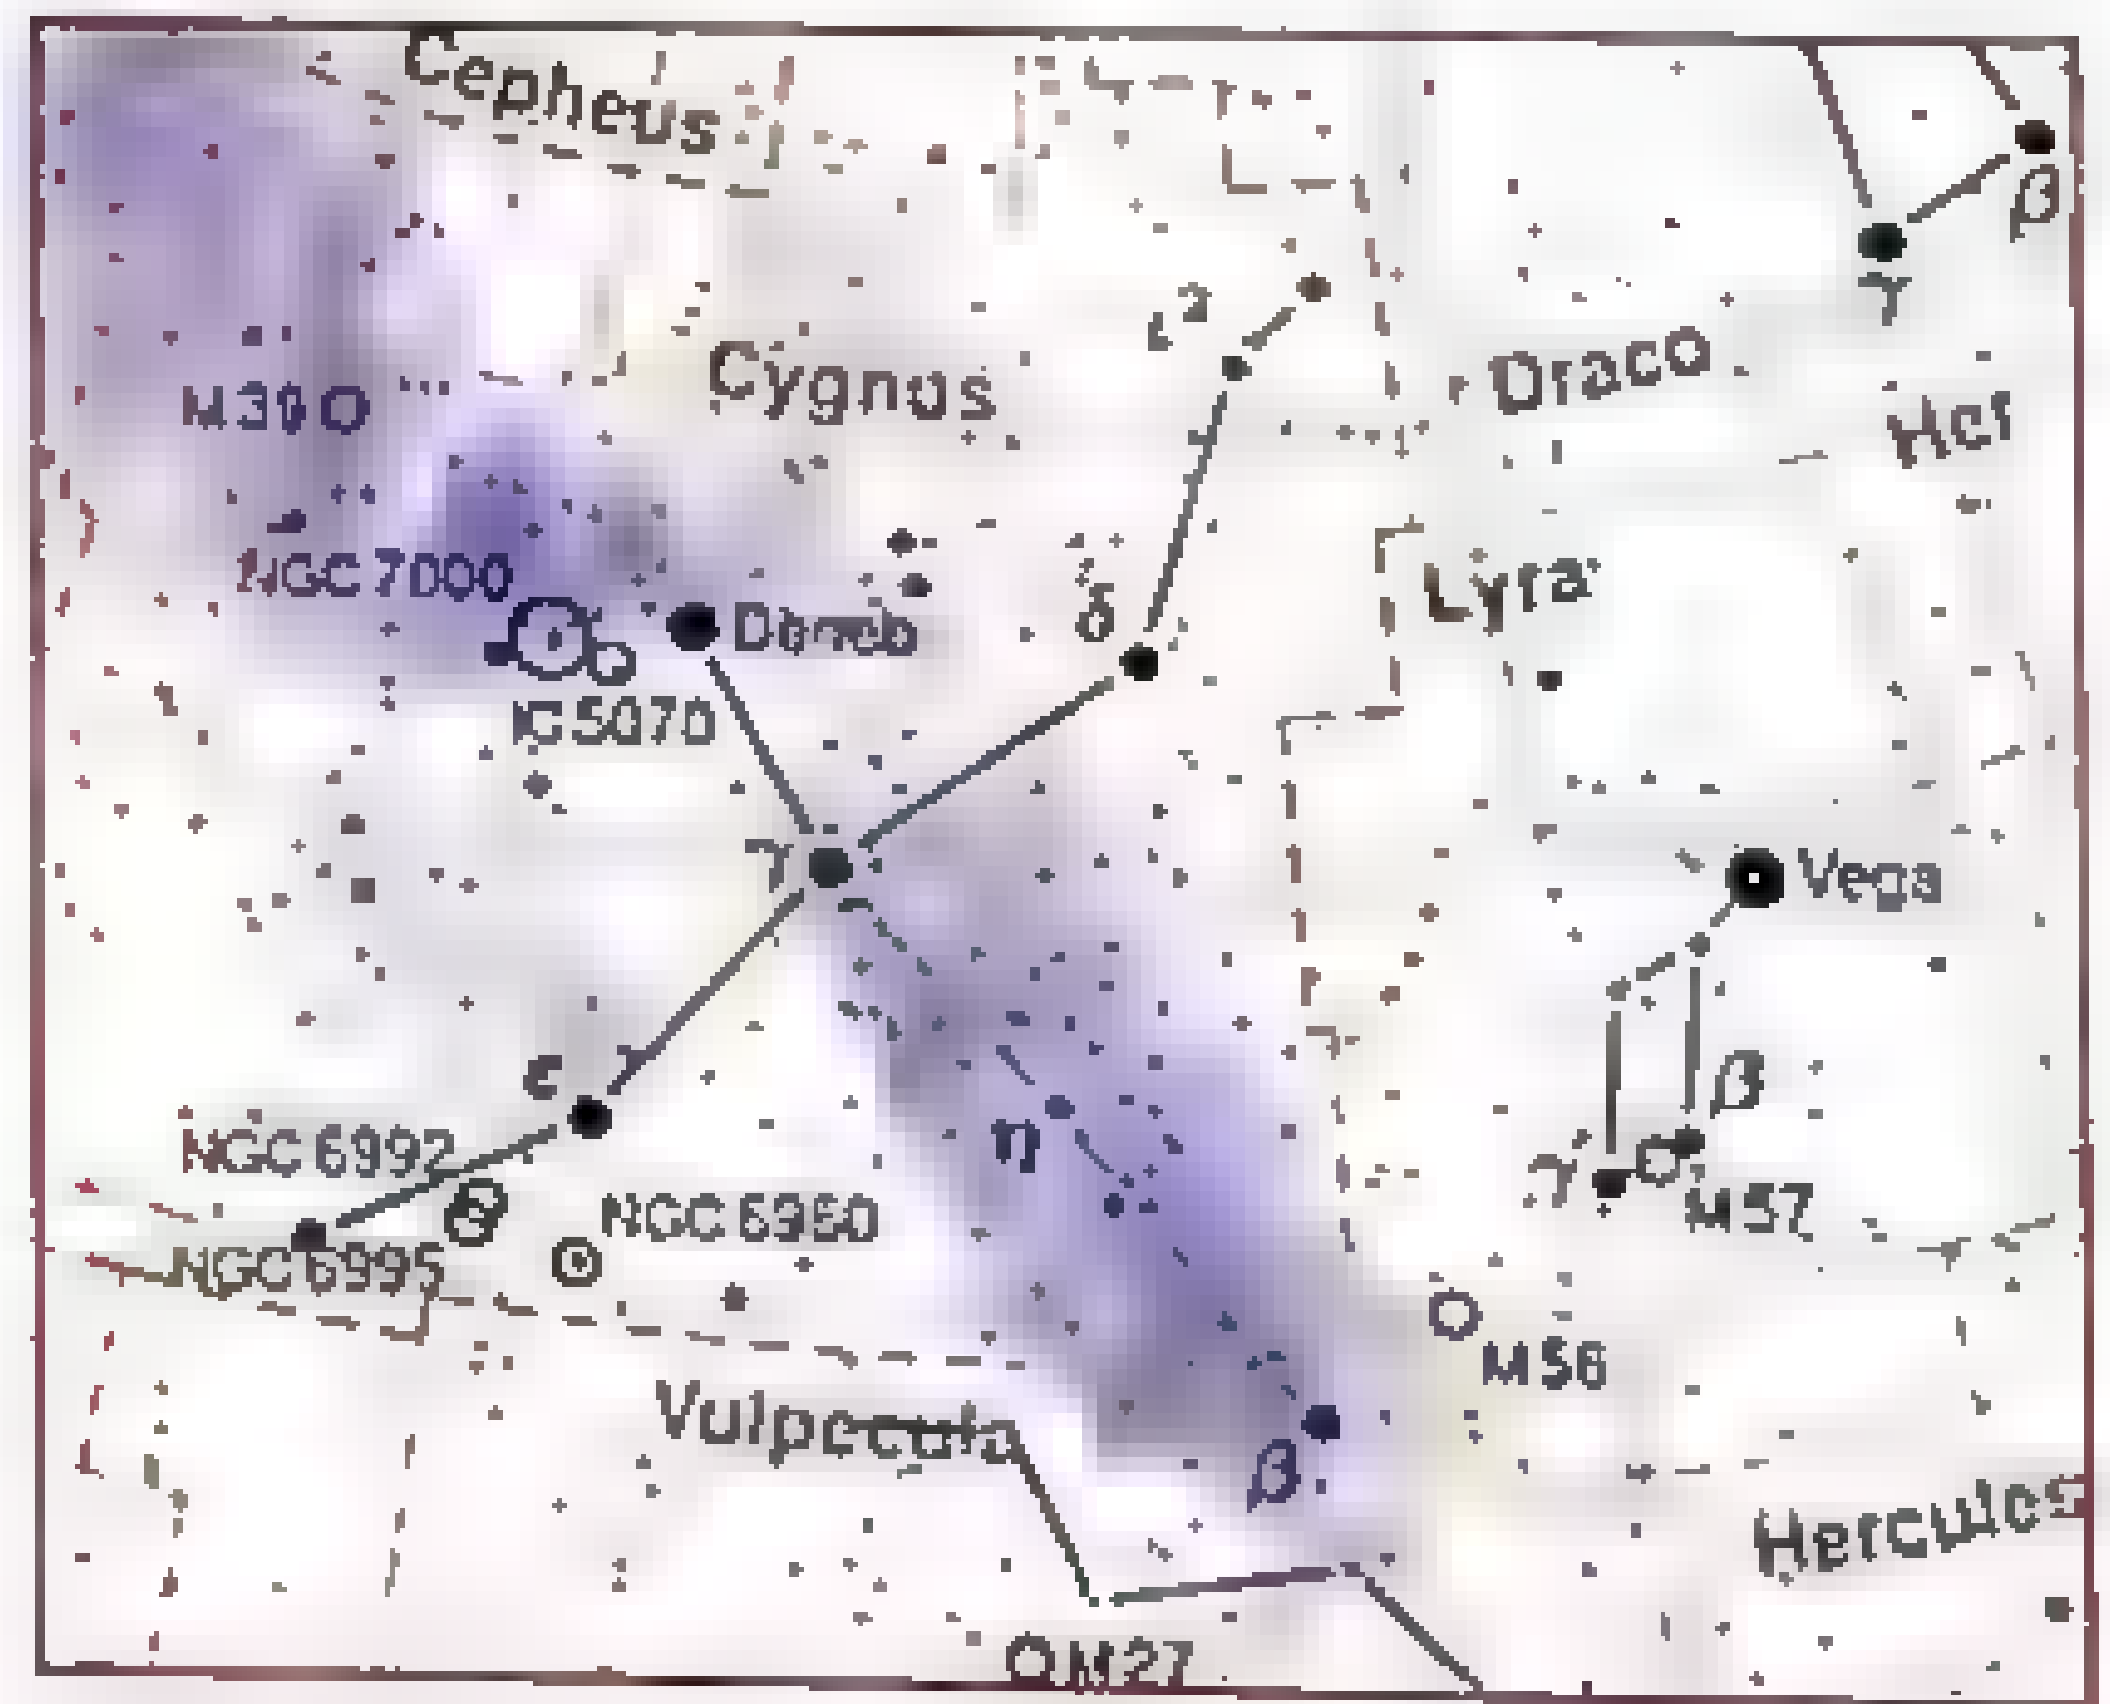 Cepheus
β
γ
ι 2
Draco
Cygnus
M39
Her
NGC 7000
Lyra
Deneb
δ
IC 5070
γ
Vega
ε
β
η
NGC 6992
γ
M57
NGC 6960
NGC 6995
M56
Vulpecula
β
Hercules
M27